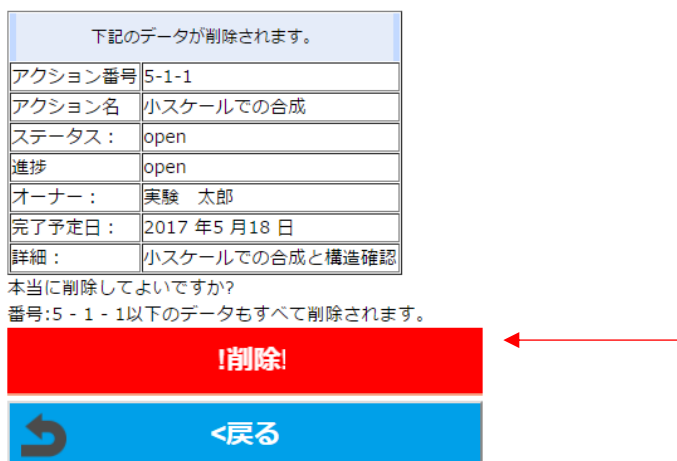 下記のデータが削除されます。
アクション番号 5-1-1
アクション名 小スケールでの合成
ステータス： open
進捗 open
オーナー： 実験　太郎
完了予定日： 2017 年5 月18 日
詳細： 小スケールでの合成と構造確認
本当に削除してよいですか?
番号:5 - 1 - 1以下のデータもすべて削除されます。
!削除!
<戻る